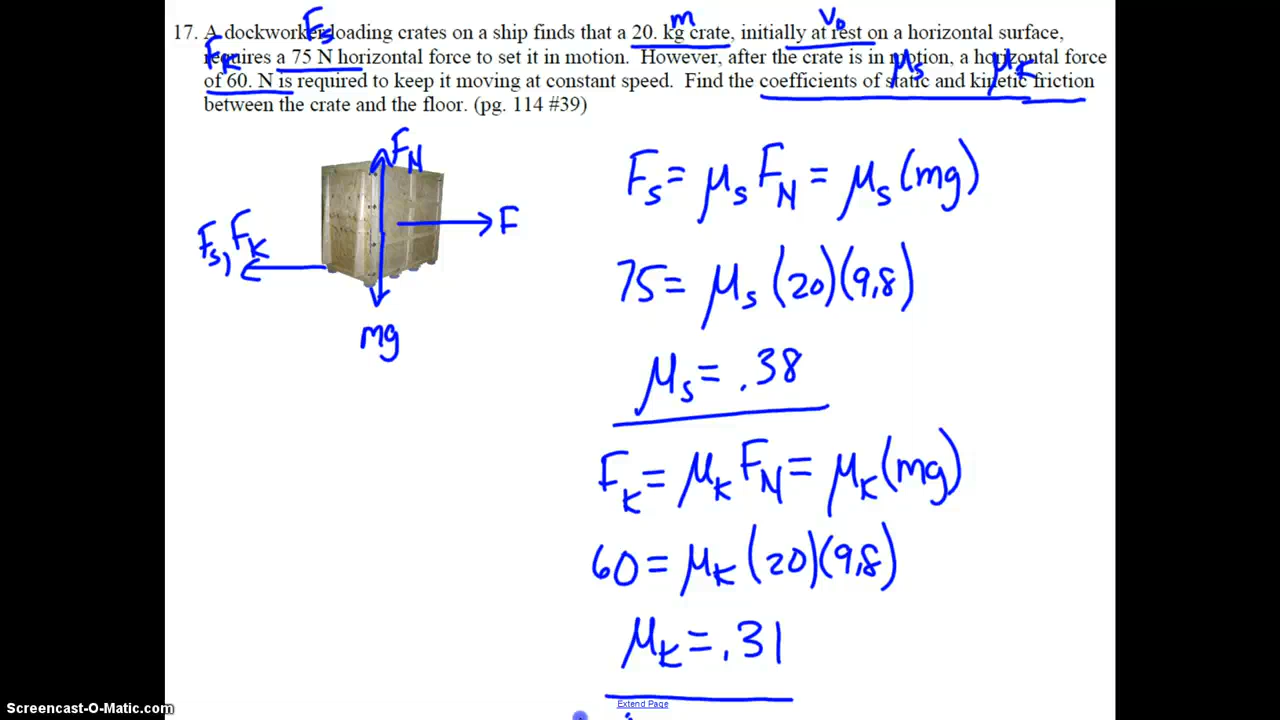 17. A dockworker loading crates on a ship finds that a 20. kg crate, initially at rest on a horizontal surface,
requires a 75 N horizontal force to set it in motion. However, after the crate is in motion, a horizontal force
of 60. N is required to keep it moving at constant speed. Find the coefficients of static and kinetic friction
between the crate and the floor. (pg. 114 #39)
Fs
m
v₀
FK
μs
μK
FN
F
Fs, FK
mg
Fs = μs FN = μs (mg)
75 = μs (20)(9.8)
μs = .38
FK = μK FN = μK (mg)
60 = μK (20)(9.8)
μK = .31
Extend Page
Screencast-O-Matic.com